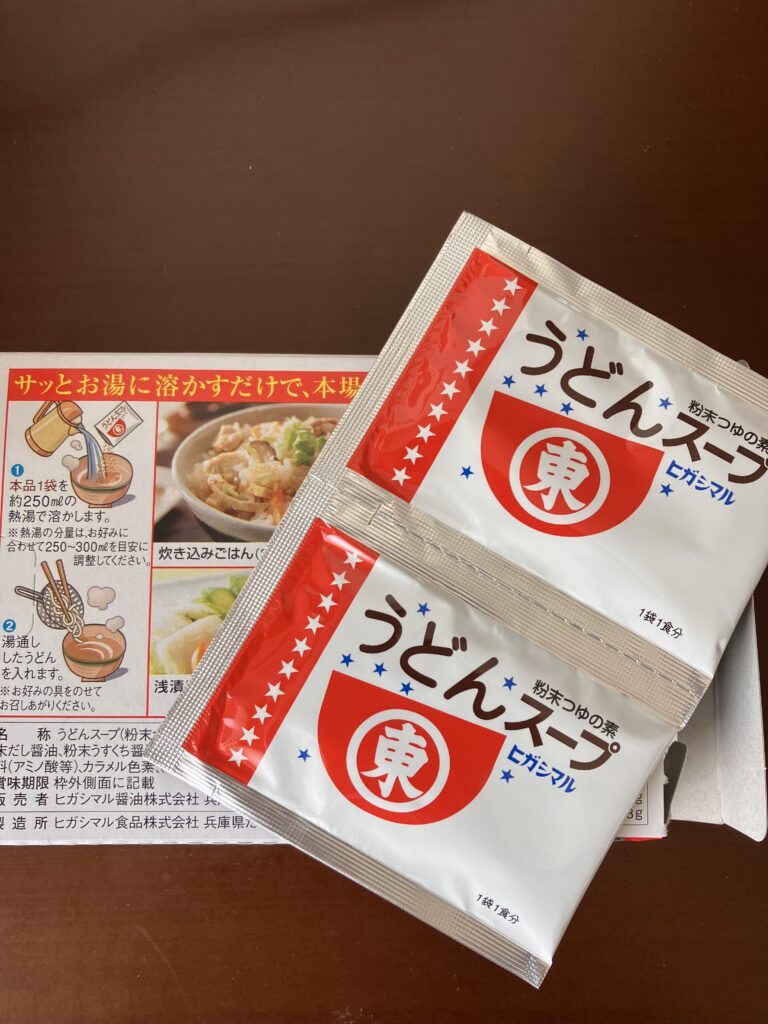 サッとお湯に溶かすだけで、本場
うどんスープ
1
本品1袋を
約250mlの
熱湯で溶かします。
※熱湯の分量は、お好みに
合わせて250~300mlを目安に
調整してください。
炊き込みごはん
2
湯通し
したうどん
を入れます。
※お好みの具をのせて
お召しあがりください。
浅漬
名 称 うどんスープ(粉末
末だし醤油、粉末うすくち醤
料(アミノ酸等)、カラメル色素、
賞味期限 枠外側面に記載
販売者 ヒガシマル醤油株式会社
製造所 ヒガシマル食品株式会社 兵庫県た
うどんスープ
粉末つゆの素
ヒガシマル
東
1袋1食分
うどんスープ
粉末つゆの素
ヒガシマル
東
1袋1食分